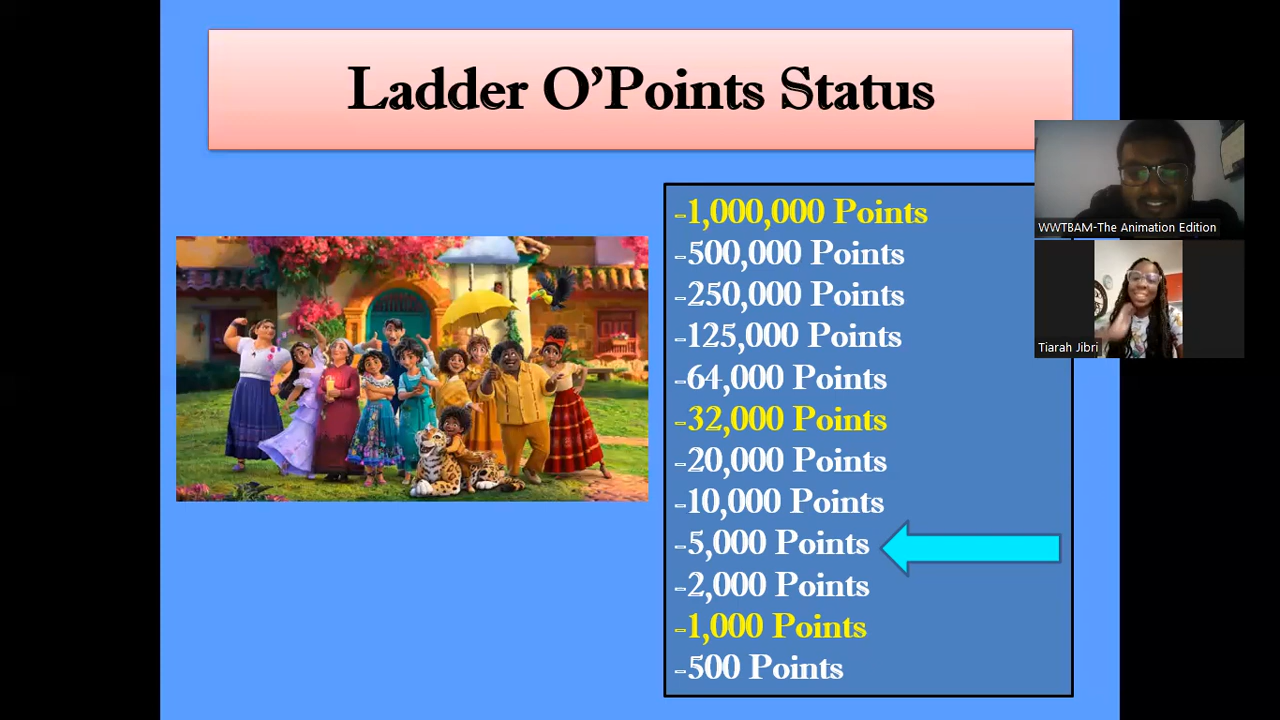 Ladder O'Points Status
-1,000,000 Points
-500,000 Points
-250,000 Points
-125,000 Points
-64,000 Points
-32,000 Points
-20,000 Points
-10,000 Points
-5,000 Points
-2,000 Points
-1,000 Points
-500 Points
WWTBAM-The Animation Edition
Tiarah Jibri